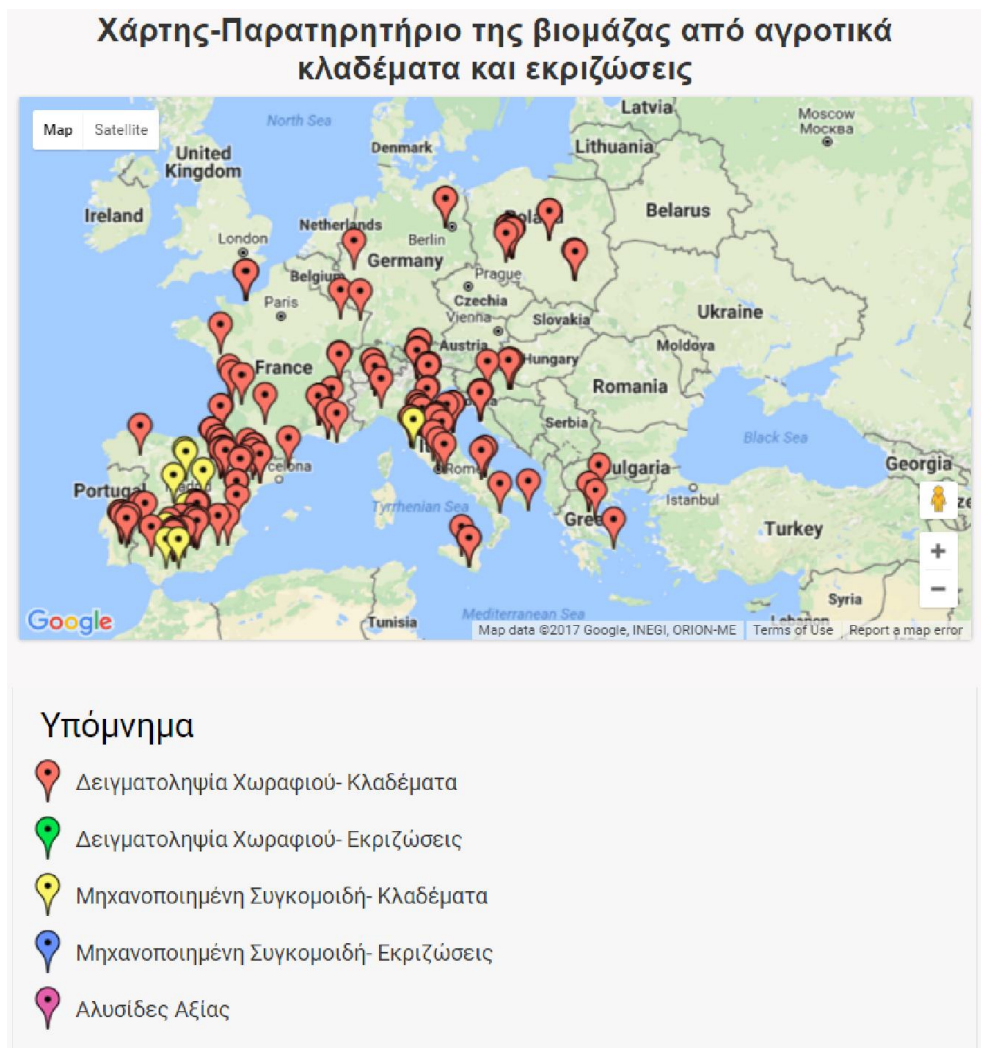 Χάρτης-Παρατηρητήριο της βιομάζας από αγροτικά
κλαδέματα και εκριζώσεις
Map Satellite
North Sea
Latvia
Moscow
Москва
Denmark
Lithuania
United
Kingdom
Ireland
Belarus
Netherlands
London
Berlin
Germany
Belgium
Prague
Paris
Czechia
Ukraine
Vienna
Slovakia
Austria
Hungary
Moldova
France
Romania
Serbia
Black Sea
Georgia
Rome
Portugal
Istanbul
Tyrrhenian Sea
Turkey
Syria
Mediterranean Sea
Lebanon
Tunisia
Google
Map data ©2017 Google, INEGI, ORION-ME Terms of Use Report a map error
Υπόμνημα
Δειγματοληψία Χωραφιού- Κλαδέματα
Δειγματοληψία Χωραφιού- Εκριζώσεις
Μηχανοποιημένη Συγκομοιδή- Κλαδέματα
Μηχανοποιημένη Συγκομοιδή- Εκριζώσεις
Αλυσίδες Αξίας